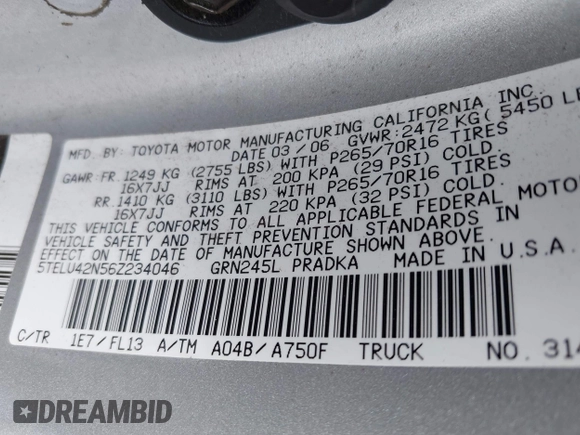 MFD. BY: TOYOTA MOTOR MANUFACTURING CALIFORNIA INC.
DATE 03 / 06 GVWR: 2472 KG( 5450 LB
GAWR: FR. 1249 KG (2755 LBS) WITH P265/70R16 TIRES
16X7JJ RIMS AT 200 KPA (29 PSI) COLD.
RR. 1410 KG (3110 LBS) WITH P265/70R16 TIRES
16X7JJ RIMS AT 220 KPA (32 PSI) COLD.
THIS VEHICLE CONFORMS TO ALL APPLICABLE FEDERAL MOTOR
VEHICLE SAFETY AND THEFT PREVENTION STANDARDS IN
EFFECT ON THE DATE OF MANUFACTURE SHOWN ABOVE.
5TELU42N56Z234046 GRN245L PRADKA MADE IN U.S.A.
C/TR 1E7/FL13 A/TM A04B/A750F TRUCK NO. 314
DREAMBID